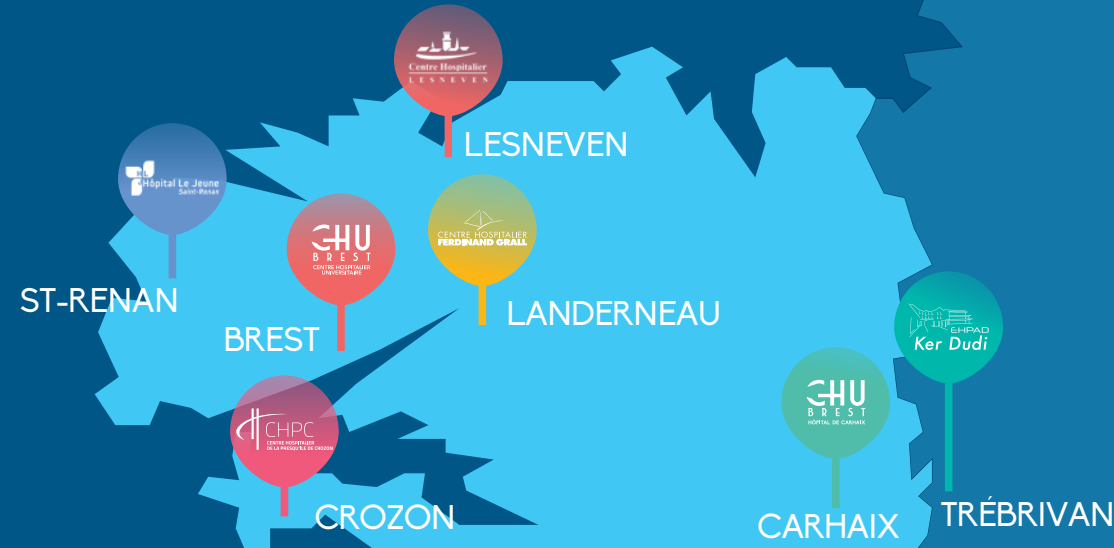 Centre Hospitalier
LESNEVEN
LESNEVEN
Hôpital Le Jeune
Saint-Renan
ST-RENAN
CHU
BREST
CENTRE HOSPITALIER
UNIVERSITAIRE
BREST
CENTRE HOSPITALIER
FERDINAND GRALL
LANDERNEAU
EHPAD
Ker Dudi
TRÉBRIVAN
CHU
BREST
HÔPITAL DE CARHAIX
CARHAIX
CHPC
CENTRE HOSPITALIER
DE LA PRESQU'ILE DE CROZON
CROZON